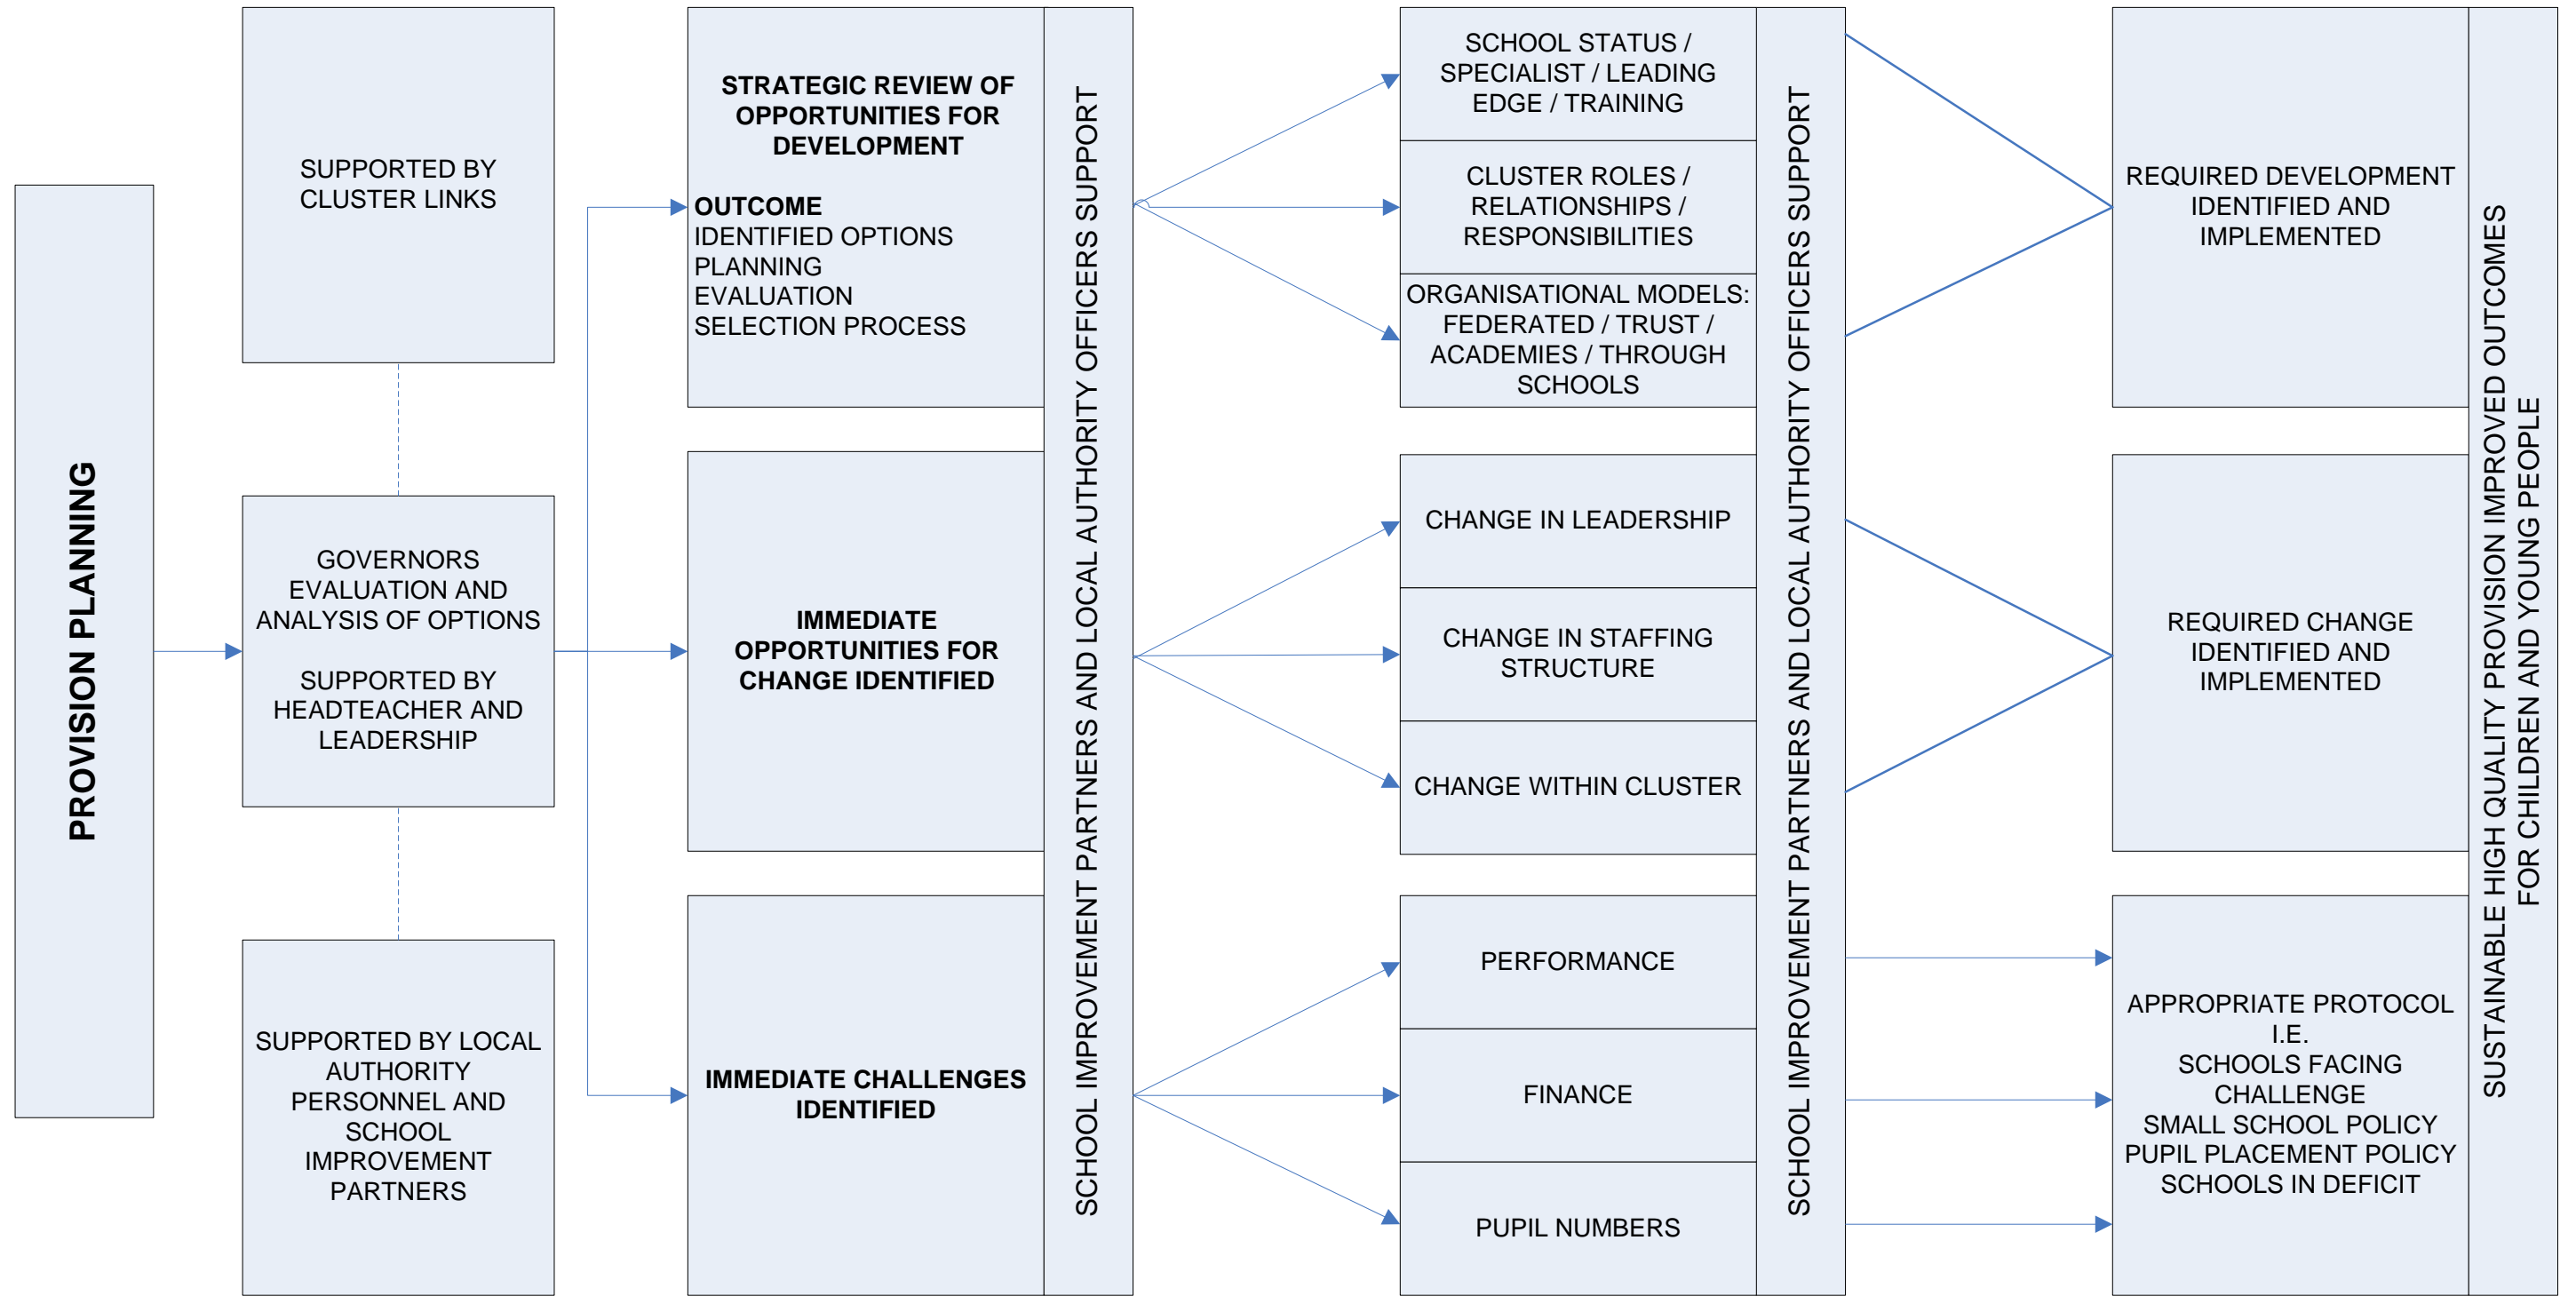 PROVISION PLANNING
SUPPORTED BY
CLUSTER LINKS
GOVERNORS
EVALUATION AND
ANALYSIS OF OPTIONS
SUPPORTED BY
HEADTEACHER AND
LEADERSHIP
SUPPORTED BY LOCAL
AUTHORITY
PERSONNEL AND
SCHOOL
IMPROVEMENT
PARTNERS
STRATEGIC REVIEW OF
OPPORTUNITIES FOR
DEVELOPMENT
OUTCOME
IDENTIFIED OPTIONS
PLANNING
EVALUATION
SELECTION PROCESS
IMMEDIATE
OPPORTUNITIES FOR
CHANGE IDENTIFIED
IMMEDIATE CHALLENGES
IDENTIFIED
SCHOOL IMPROVEMENT PARTNERS AND LOCAL AUTHORITY OFFICERS SUPPORT
SCHOOL STATUS /
SPECIALIST / LEADING
EDGE / TRAINING
CLUSTER ROLES /
RELATIONSHIPS /
RESPONSIBILITIES
ORGANISATIONAL MODELS:
FEDERATED / TRUST /
ACADEMIES / THROUGH
SCHOOLS
CHANGE IN LEADERSHIP
CHANGE IN STAFFING
STRUCTURE
CHANGE WITHIN CLUSTER
PERFORMANCE
FINANCE
PUPIL NUMBERS
SCHOOL IMPROVEMENT PARTNERS AND LOCAL AUTHORITY OFFICERS SUPPORT
REQUIRED DEVELOPMENT
IDENTIFIED AND
IMPLEMENTED
REQUIRED CHANGE
IDENTIFIED AND
IMPLEMENTED
APPROPRIATE PROTOCOL
I.E.
SCHOOLS FACING
CHALLENGE
SMALL SCHOOL POLICY
PUPIL PLACEMENT POLICY
SCHOOLS IN DEFICIT
SUSTAINABLE HIGH QUALITY PROVISION IMPROVED OUTCOMES
FOR CHILDREN AND YOUNG PEOPLE